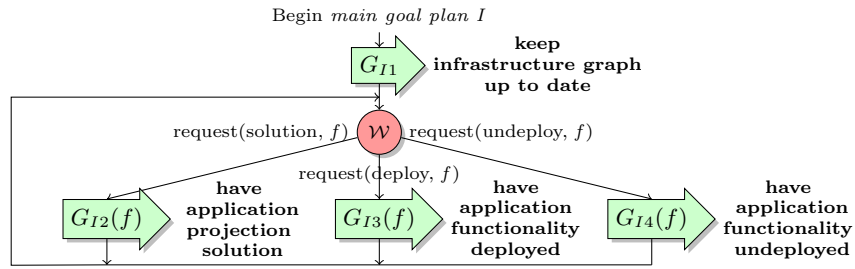 Begin main goal plan I
G_{I1}
keep
infrastructure graph
up to date
W
request(solution, f)
request(undeploy, f)
request(deploy, f)
G_{I2}(f)
have
application
projection
solution
G_{I3}(f)
have
application
functionality
deployed
G_{I4}(f)
have
application
functionality
undeployed